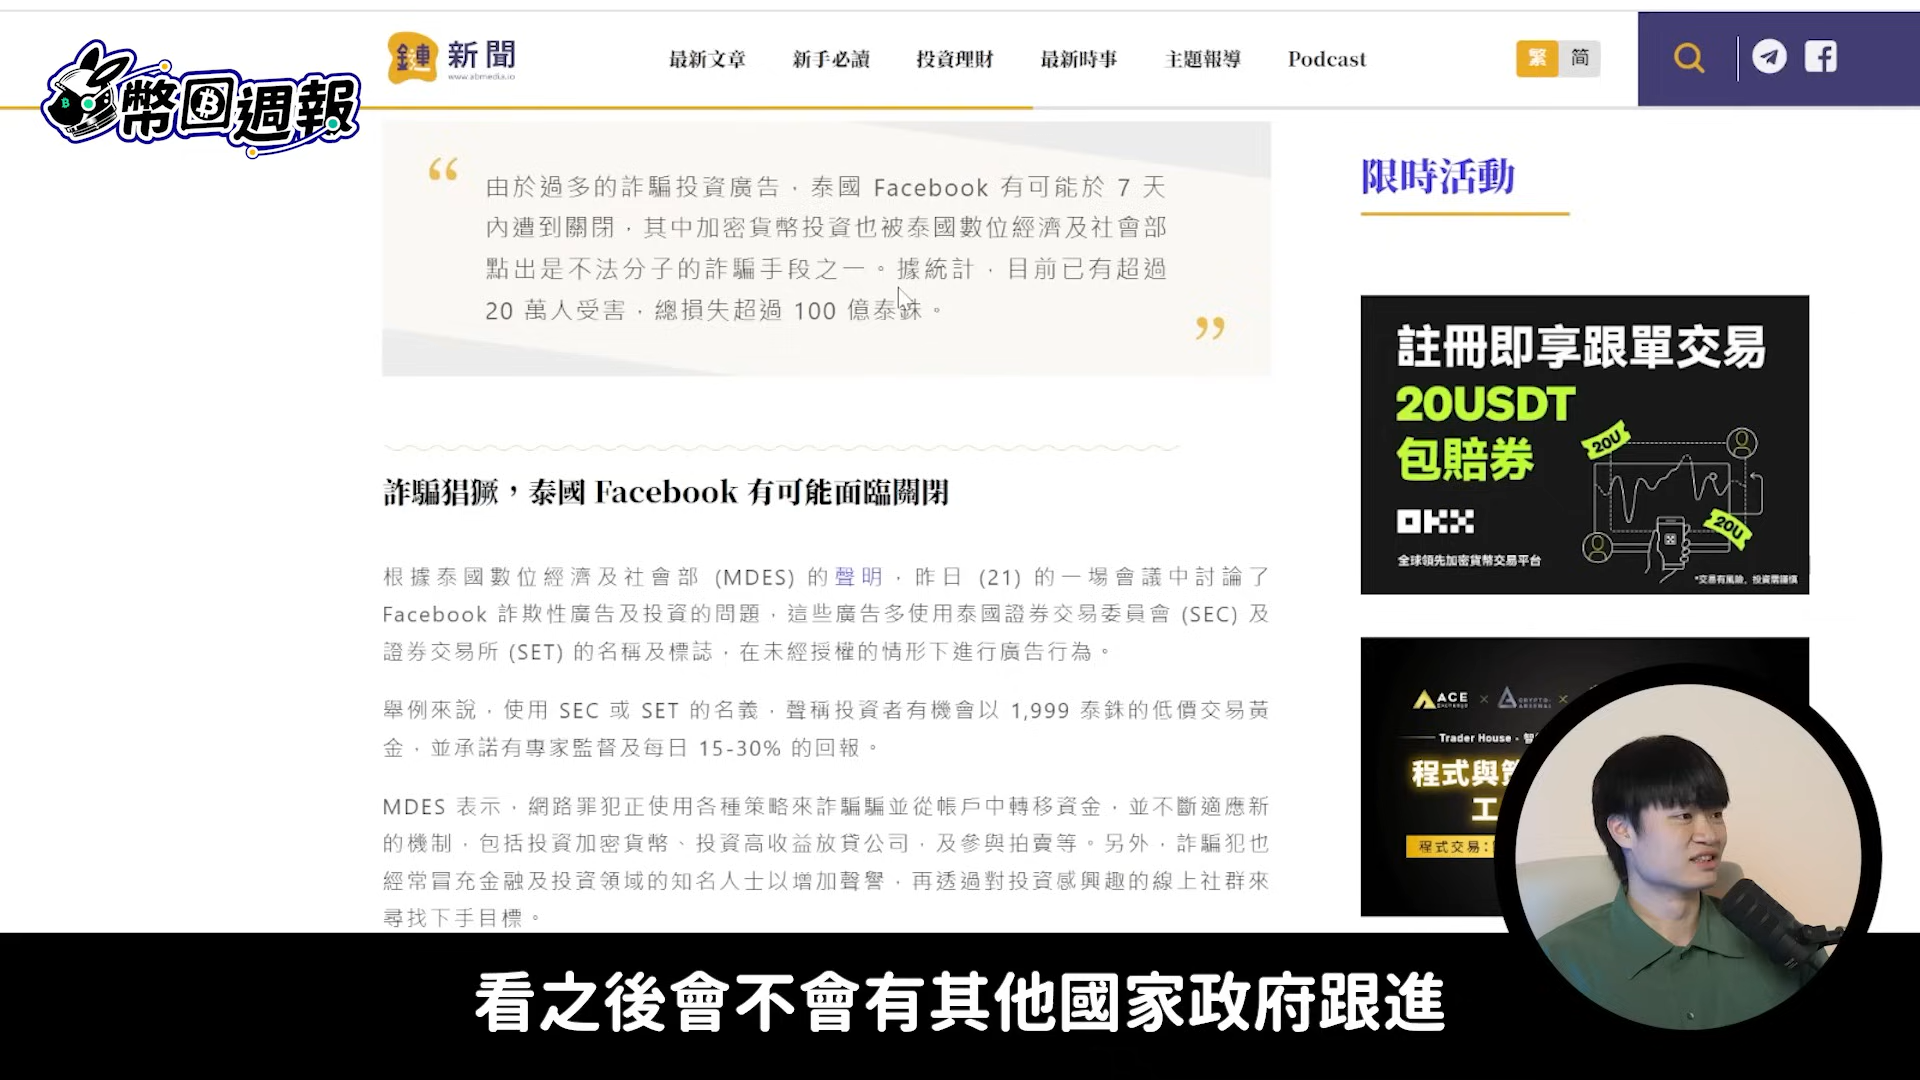 幣圈週報
鏈新聞
www.abmedia.io
最新文章
新手必讀
投資理財
最新時事
主題報導
Podcast
繁
简
“
由於過多的詐騙投資廣告，泰國 Facebook 有可能於 7 天
內遭到關閉，其中加密貨幣投資也被泰國數位經濟及社會部
點出是不法分子的詐騙手段之一。據統計，目前已有超過
20 萬人受害，總損失超過 100 億泰銖。
”
詐騙猖獗，泰國 Facebook 有可能面臨關閉
根據泰國數位經濟及社會部 (MDES) 的聲明，昨日 (21) 的一場會議中討論了
Facebook 詐欺性廣告及投資的問題，這些廣告多使用泰國證券交易委員會 (SEC) 及
證券交易所 (SET) 的名稱及標誌，在未經授權的情形下進行廣告行為。
舉例來說，使用 SEC 或 SET 的名義，聲稱投資者有機會以 1,999 泰銖的低價交易黃
金，並承諾有專家監督及每日 15-30% 的回報。
MDES 表示，網路罪犯正使用各種策略來詐騙騙並從帳戶中轉移資金，並不斷適應新
的機制，包括投資加密貨幣、投資高收益放貸公司，及參與拍賣等。另外，詐騙犯也
經常冒充金融及投資領域的知名人士以增加聲譽，再透過對投資感興趣的線上社群來
尋找下手目標。
限時活動
註冊即享跟單交易
20USDT
包賠券
20U
20U
OKX
全球領先加密貨幣交易平台
*交易有風險，投資需謹慎
ACE
EXCHANGE
×
CRYPTO-
ARSENAL
×
Trader House - 智
程式與
工
程式交易：
看之後會不會有其他國家政府跟進